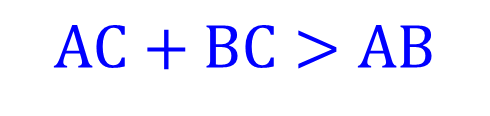 AC + BC > AB